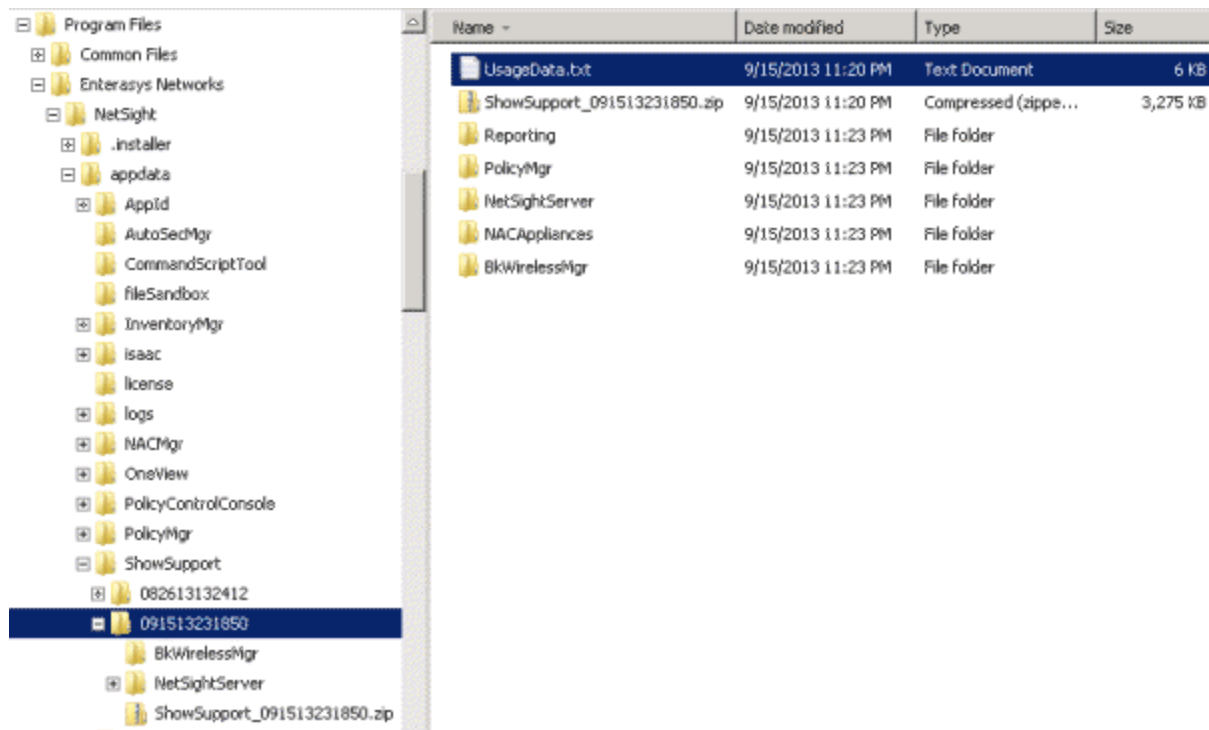 Program Files
Common Files
Enterasys Networks
NetSight
.installer
appdata
AppId
AutoSecMgr
CommandScriptTool
fileSandbox
InventoryMgr
isaac
license
logs
NACMgr
OneView
PolicyControlConsole
PolicyMgr
ShowSupport
082613132412
091513231850
BkWirelessMgr
NetSightServer
ShowSupport_091513231850.zip
Name Date modified Type Size
UsageData.txt 9/15/2013 11:20 PM Text Document 6 KB
ShowSupport_091513231850.zip 9/15/2013 11:20 PM Compressed (zippe... 3,275 KB
Reporting 9/15/2013 11:23 PM File folder
PolicyMgr 9/15/2013 11:23 PM File folder
NetSightServer 9/15/2013 11:23 PM File folder
NACAppliances 9/15/2013 11:23 PM File folder
BkWirelessMgr 9/15/2013 11:23 PM File folder